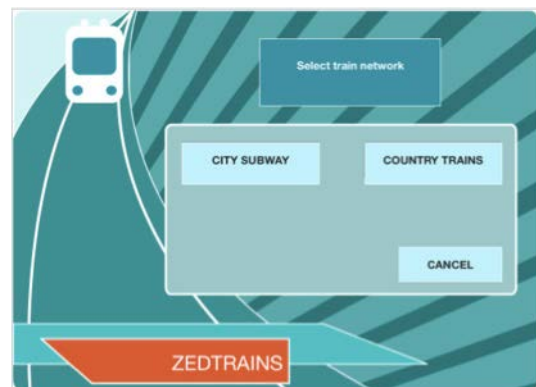 Select train network
CITY SUBWAY
COUNTRY TRAINS
CANCEL
ZEDTRAINS